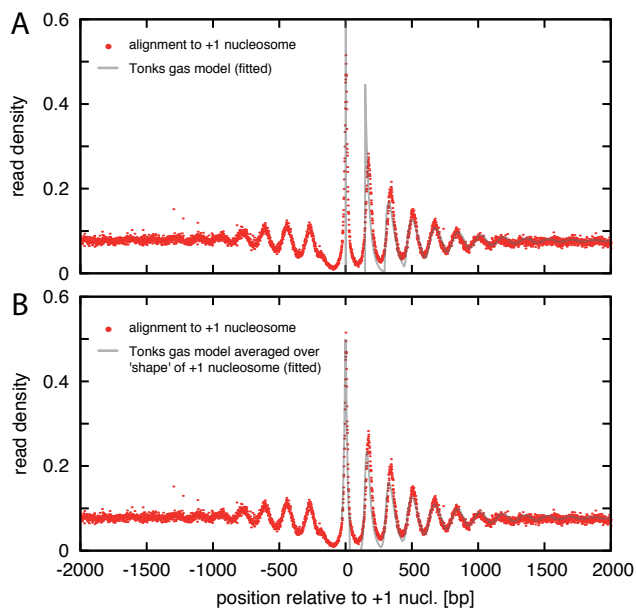 A
0.6
0.4
0.2
0
read density
alignment to +1 nucleosome
Tonks gas model (fitted)
B
0.6
0.4
0.2
0
read density
alignment to +1 nucleosome
Tonks gas model averaged over
'shape' of +1 nucleosome (fitted)
-2000 -1500 -1000 -500 0 500 1000 1500 2000
position relative to +1 nucl. [bp]